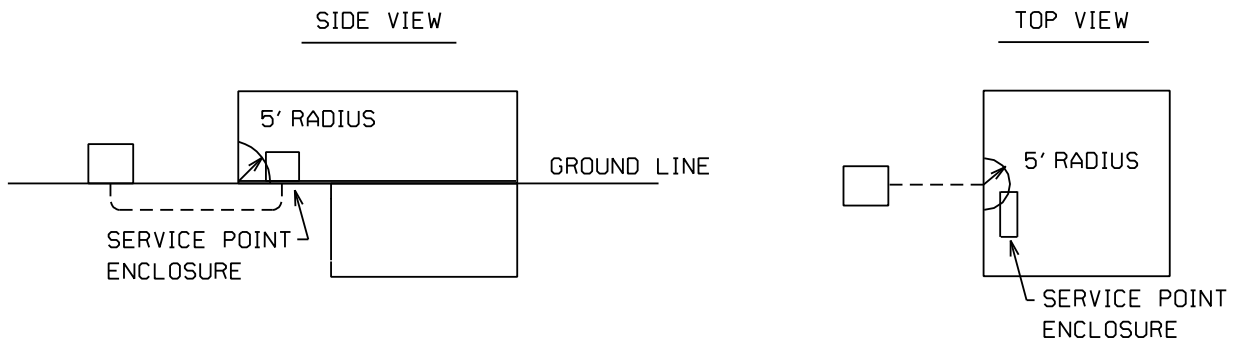 SIDE VIEW
5' RADIUS
GROUND LINE
SERVICE POINT
ENCLOSURE
TOP VIEW
5' RADIUS
SERVICE POINT
ENCLOSURE